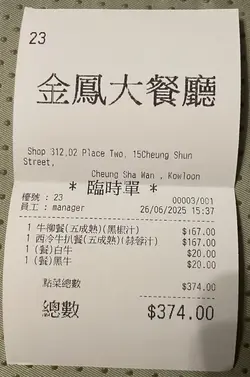 23
金鳳大餐廳
Shop 312,02 Place Two, 15Cheung Shun
Street,
Cheung Sha Wan , Kowloon
* 臨時單 *
檯號 : 23 00003/001
員工 : manager 26/06/2025 15:37
1 牛柳餐(五成熟)(黑椒汁) $167.00
1 西冷牛扒餐(五成熟)(蒜蓉汁) $167.00
1 (餐)白牛 $20.00
1 (餐)黑牛 $20.00
點菜總數 $374.00
總數 $374.00